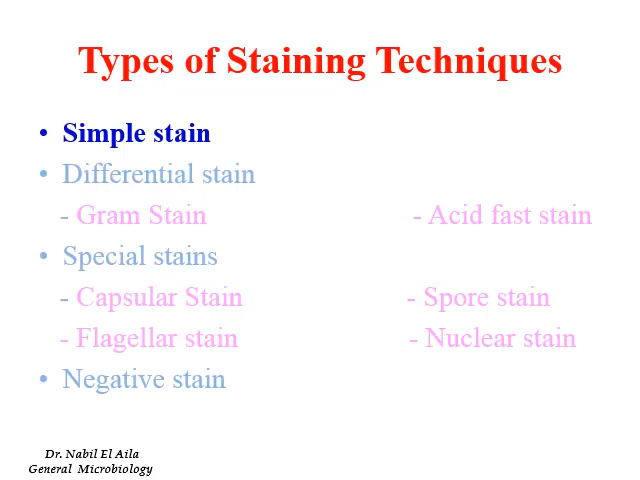 Types of Staining Techniques
• Simple stain
• Differential stain
- Gram Stain - Acid fast stain
• Special stains
- Capsular Stain - Spore stain
- Flagellar stain - Nuclear stain
• Negative stain
Dr. Nabil El Aila
General Microbiology